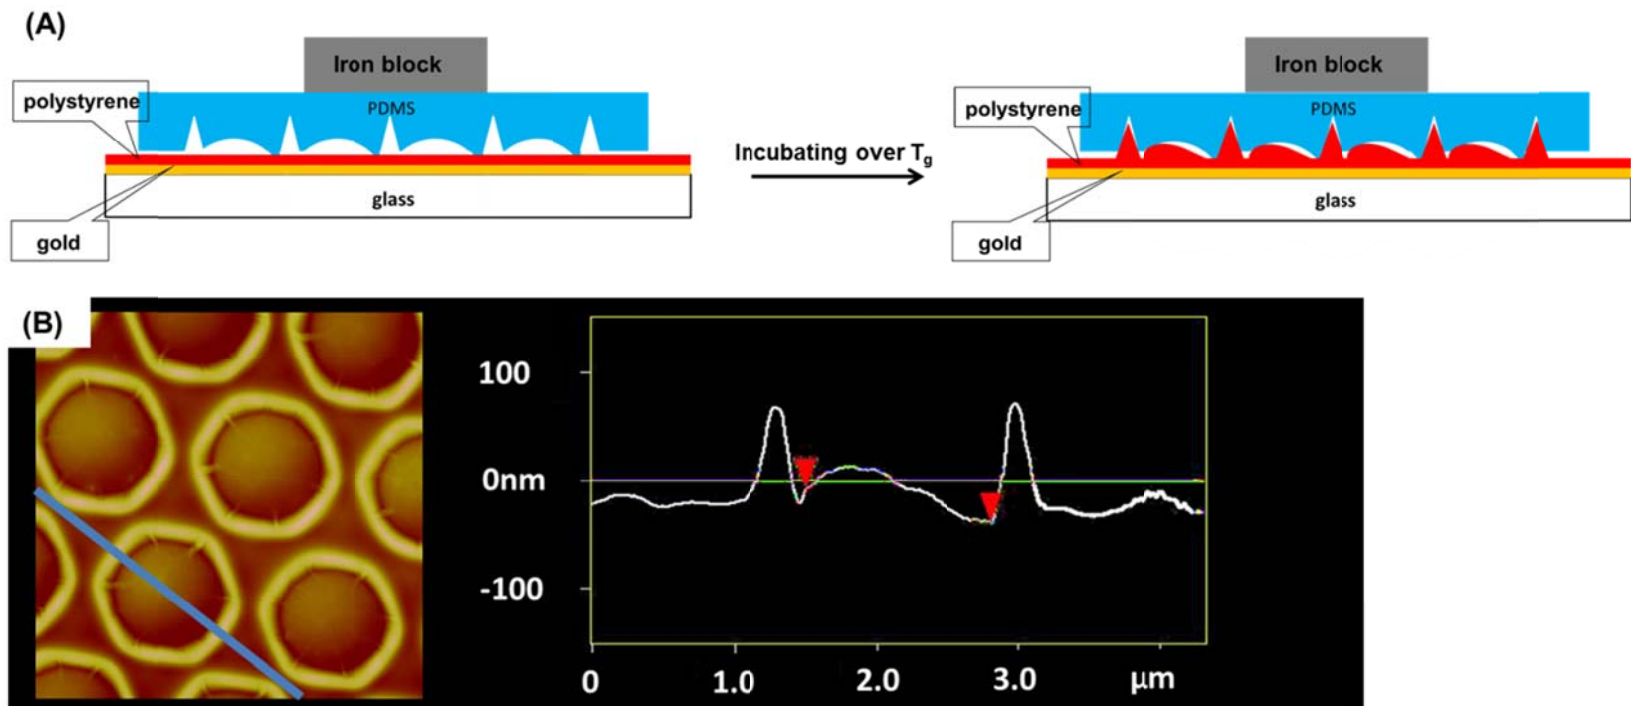 (A)
Iron block
polystyrene
PDMS
glass
gold
Incubating over Tg
Iron block
polystyrene
PDMS
glass
gold
(B)
100
0nm
-100
0
1.0
2.0
3.0
μm